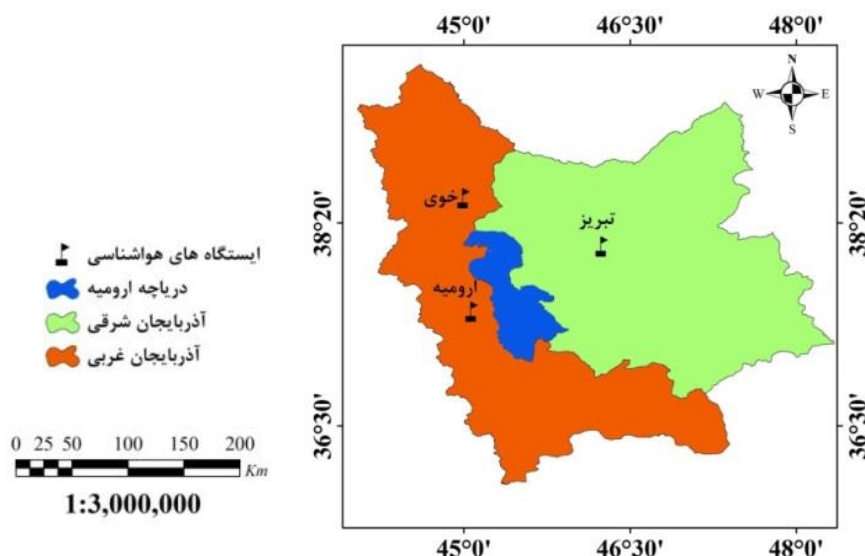 45°0'
46°30'
48°0'
N
W
E
S
38°20'
38°20'
خوی
تبریز
ارومیه
ایستگاه های هواشناسی
دریاچه ارومیه
آذربایجان شرقی
آذربایجان غربی
36°30'
36°30'
0 25 50 100 150 200
Km
1:3,000,000
45°0'
46°30'
48°0'